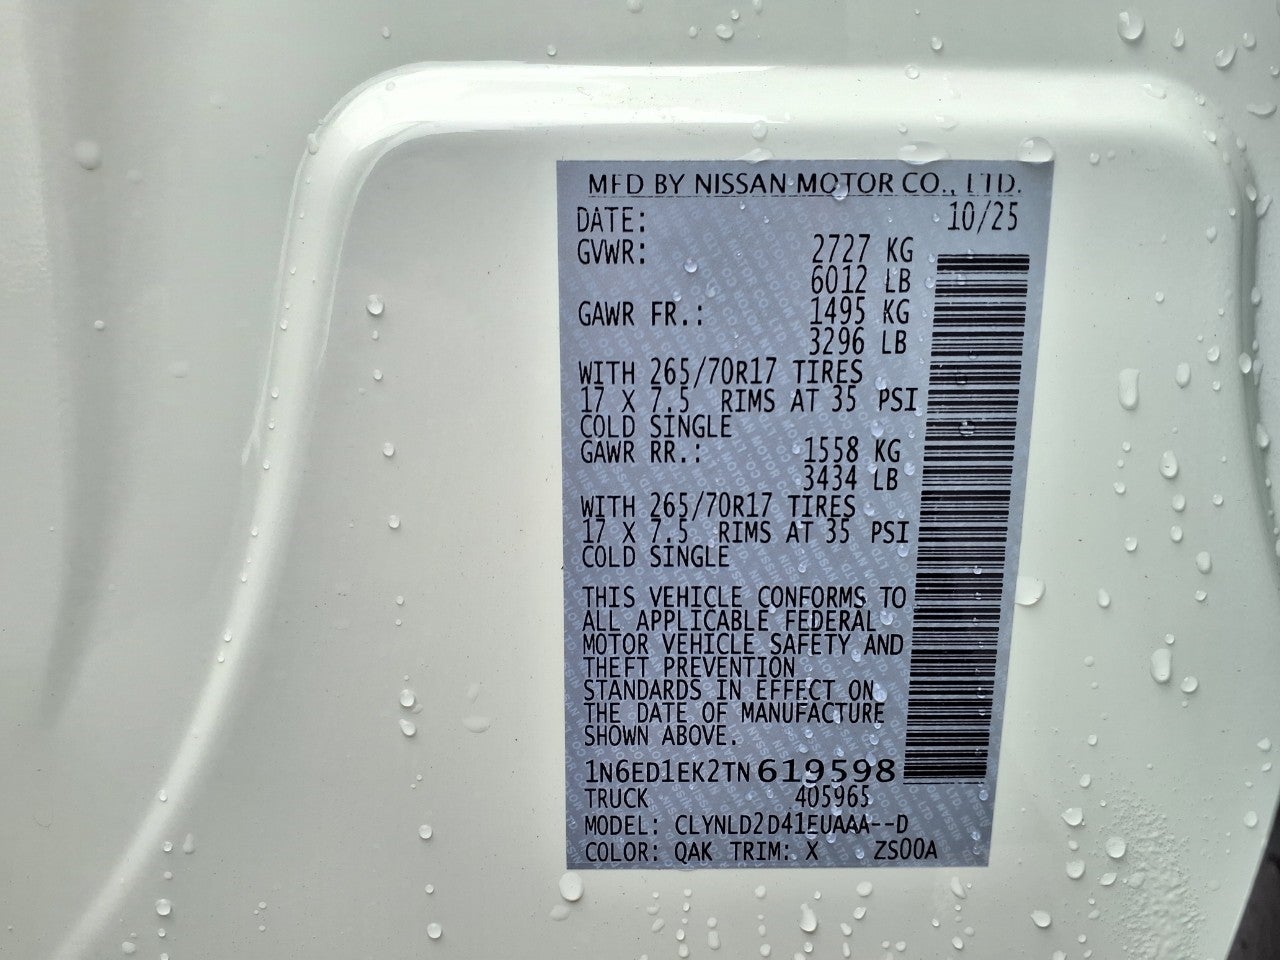 MFD BY NISSAN MOTOR CO., LTD.
DATE: 10/25
GVWR: 2727 KG
6012 LB
GAWR FR.: 1495 KG
3296 LB
WITH 265/70R17 TIRES
17 X 7.5 RIMS AT 35 PSI
COLD SINGLE
GAWR RR.: 1558 KG
3434 LB
WITH 265/70R17 TIRES
17 X 7.5 RIMS AT 35 PSI
COLD SINGLE
THIS VEHICLE CONFORMS TO
ALL APPLICABLE FEDERAL
MOTOR VEHICLE SAFETY AND
THEFT PREVENTION
STANDARDS IN EFFECT ON
THE DATE OF MANUFACTURE
SHOWN ABOVE.
1N6ED1EK2TN619598
TRUCK 405965
MODEL: CLYNLD2D41EUAAA--D
COLOR: QAK TRIM: X ZS00A